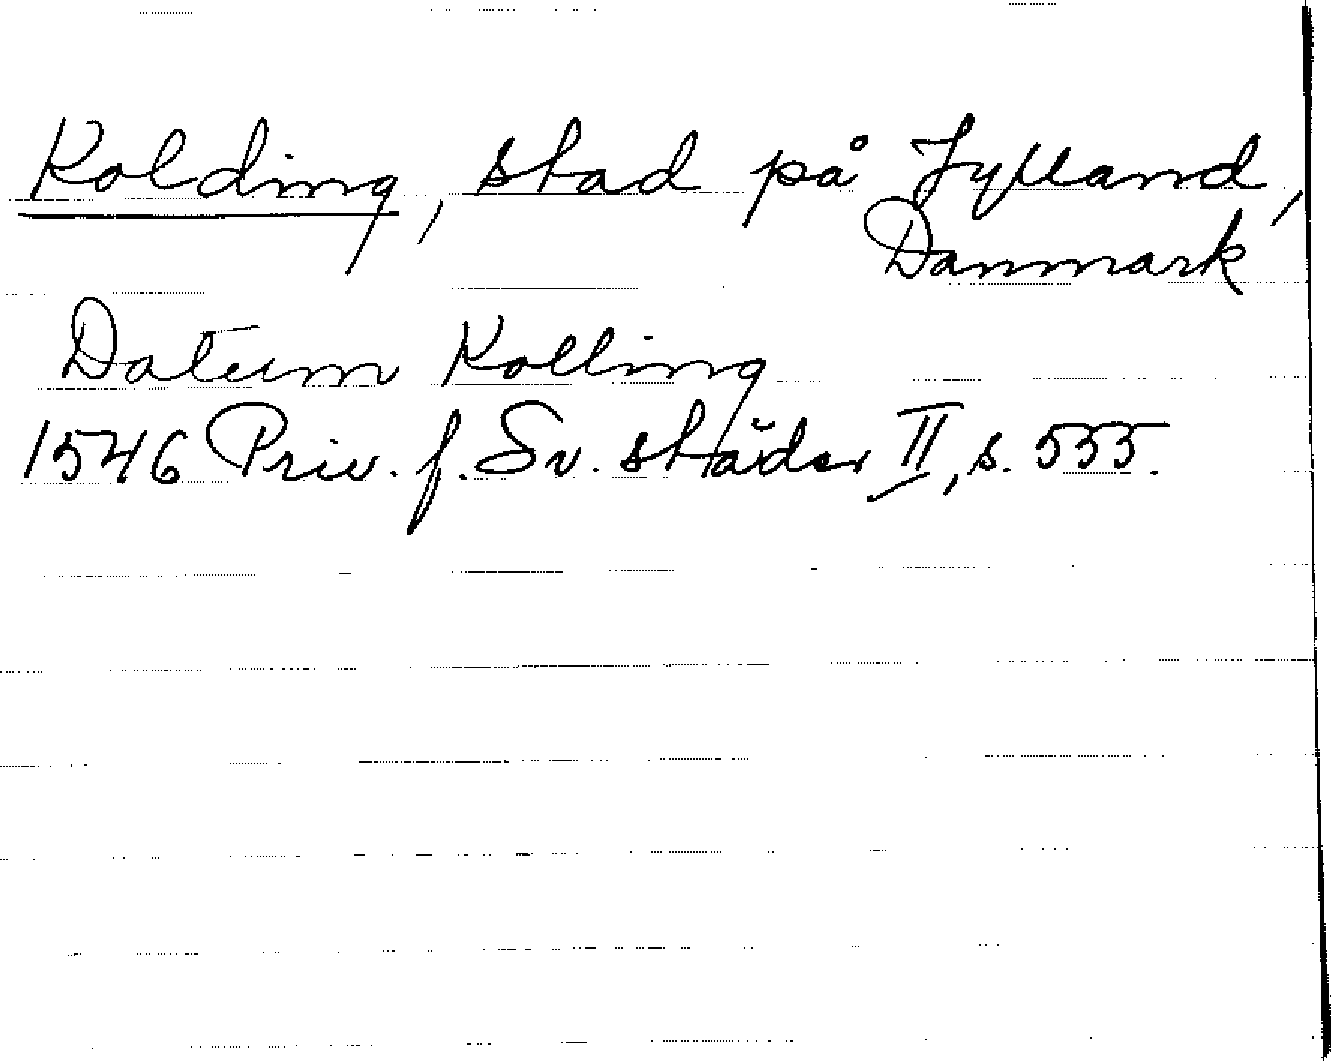 Kolding, stad på Jylland,
Danmark
Datum Kolling
1546 Priv. f. Sv. städer II, s. 555.